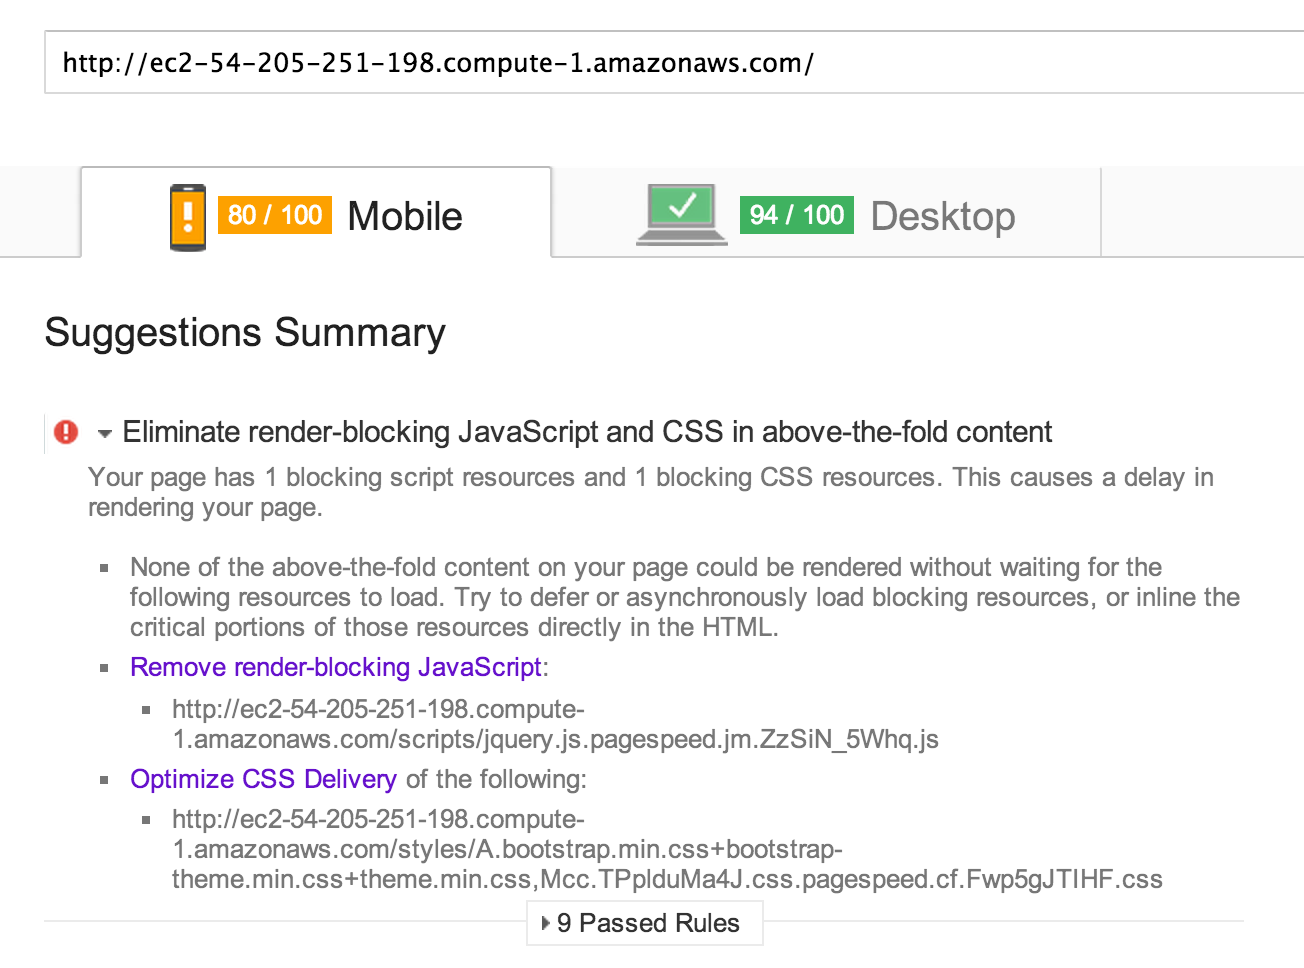 http://ec2-54-205-251-198.compute-1.amazonaws.com/
80 / 100 Mobile
94 / 100 Desktop
Suggestions Summary
Eliminate render-blocking JavaScript and CSS in above-the-fold content
Your page has 1 blocking script resources and 1 blocking CSS resources. This causes a delay in
rendering your page.
None of the above-the-fold content on your page could be rendered without waiting for the
following resources to load. Try to defer or asynchronously load blocking resources, or inline the
critical portions of those resources directly in the HTML.
Remove render-blocking JavaScript:
http://ec2-54-205-251-198.compute-
1.amazonaws.com/scripts/jquery.js.pagespeed.jm.ZzSiN_5Whq.js
Optimize CSS Delivery of the following:
http://ec2-54-205-251-198.compute-
1.amazonaws.com/styles/A.bootstrap.min.css+bootstrap-
theme.min.css+theme.min.css,Mcc.TPplduMa4J.css.pagespeed.cf.Fwp5gJTIHF.css
9 Passed Rules